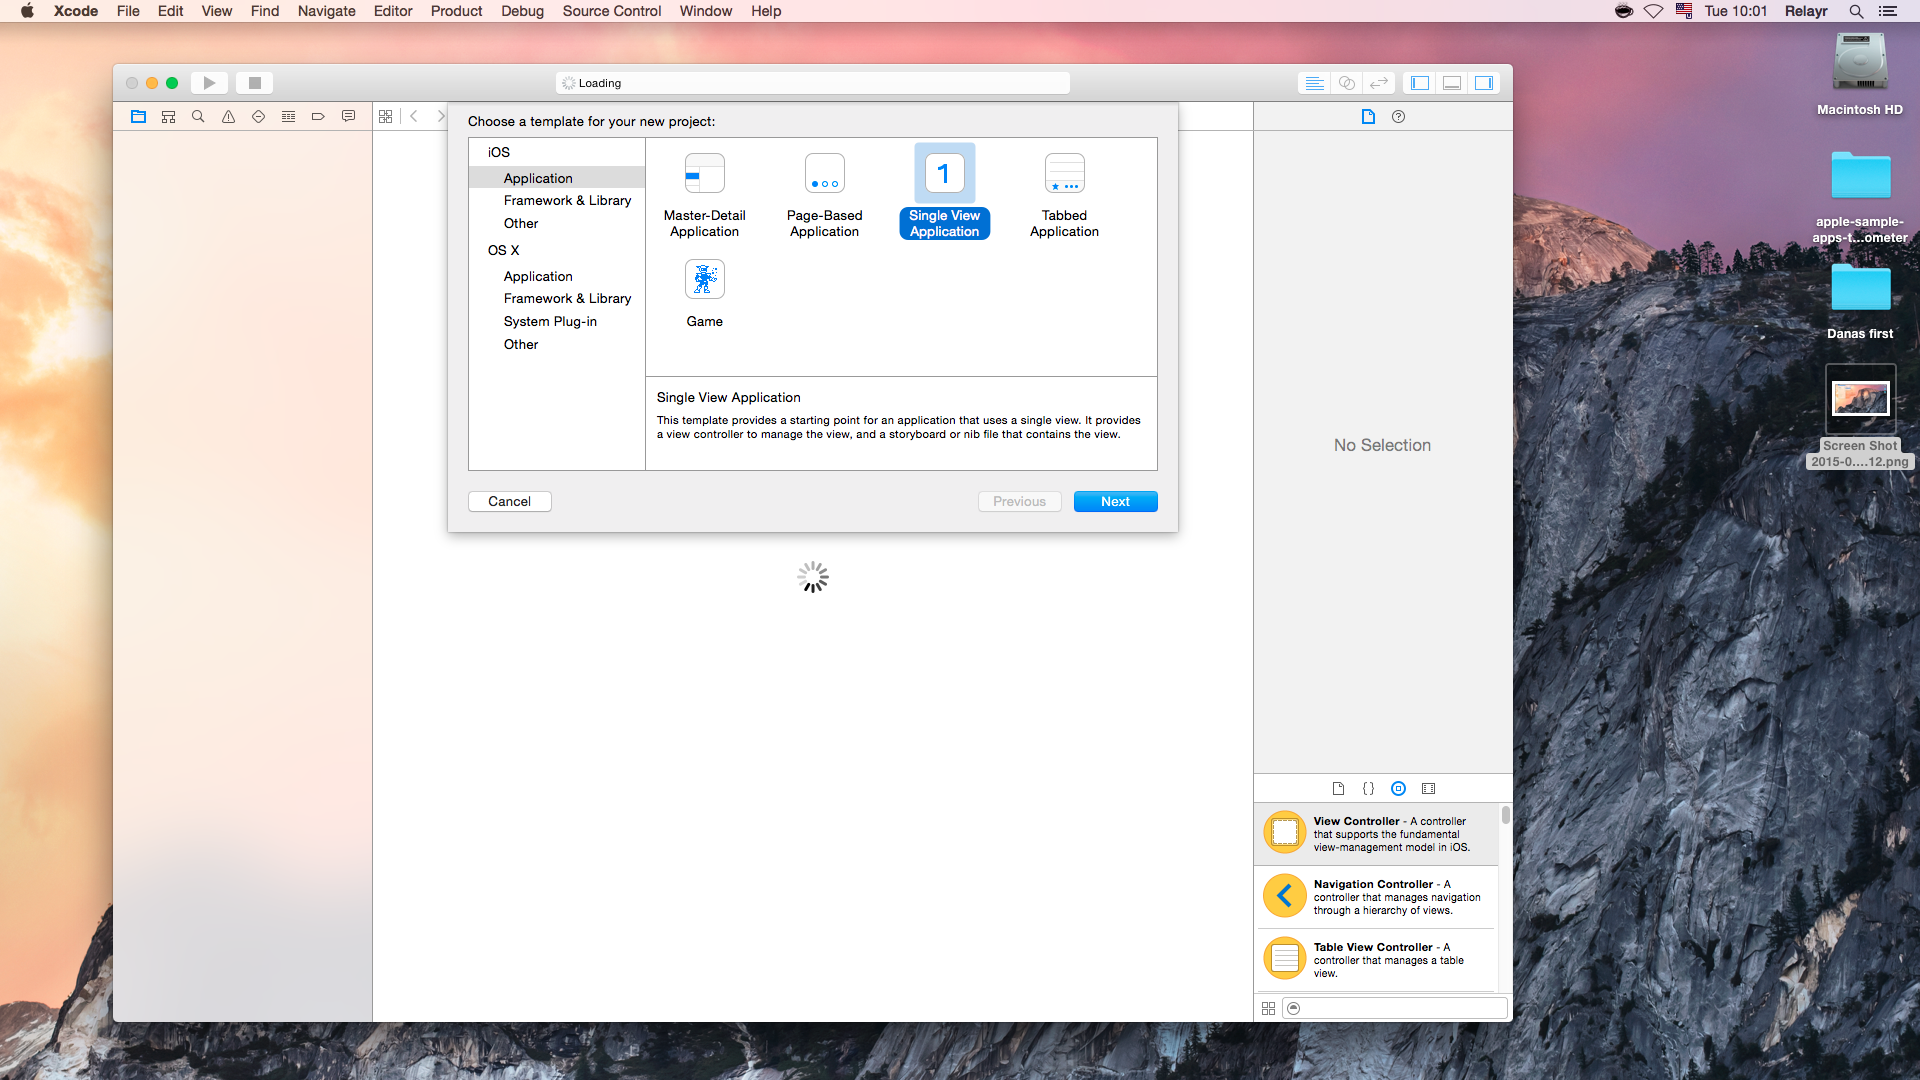 Xcode File Edit View Find Navigate Editor Product Debug Source Control Window Help
Tue 10:01 Relayr
Loading
Choose a template for your new project:
iOS
Application
Framework & Library
Other
OS X
Application
Framework & Library
System Plug-in
Other
Master-Detail
Application
Page-Based
Application
1
Single View
Application
Tabbed
Application
Game
Single View Application
This template provides a starting point for an application that uses a single view. It provides
a view controller to manage the view, and a storyboard or nib file that contains the view.
Cancel
Previous
Next
No Selection
{ }
View Controller - A controller
that supports the fundamental
view-management model in iOS.
Navigation Controller - A
controller that manages navigation
through a hierarchy of views.
Table View Controller - A
controller that manages a table
view.
Macintosh HD
apple-sample-
apps-t...ometer
Danas first
Screen Shot
2015-0....12.png